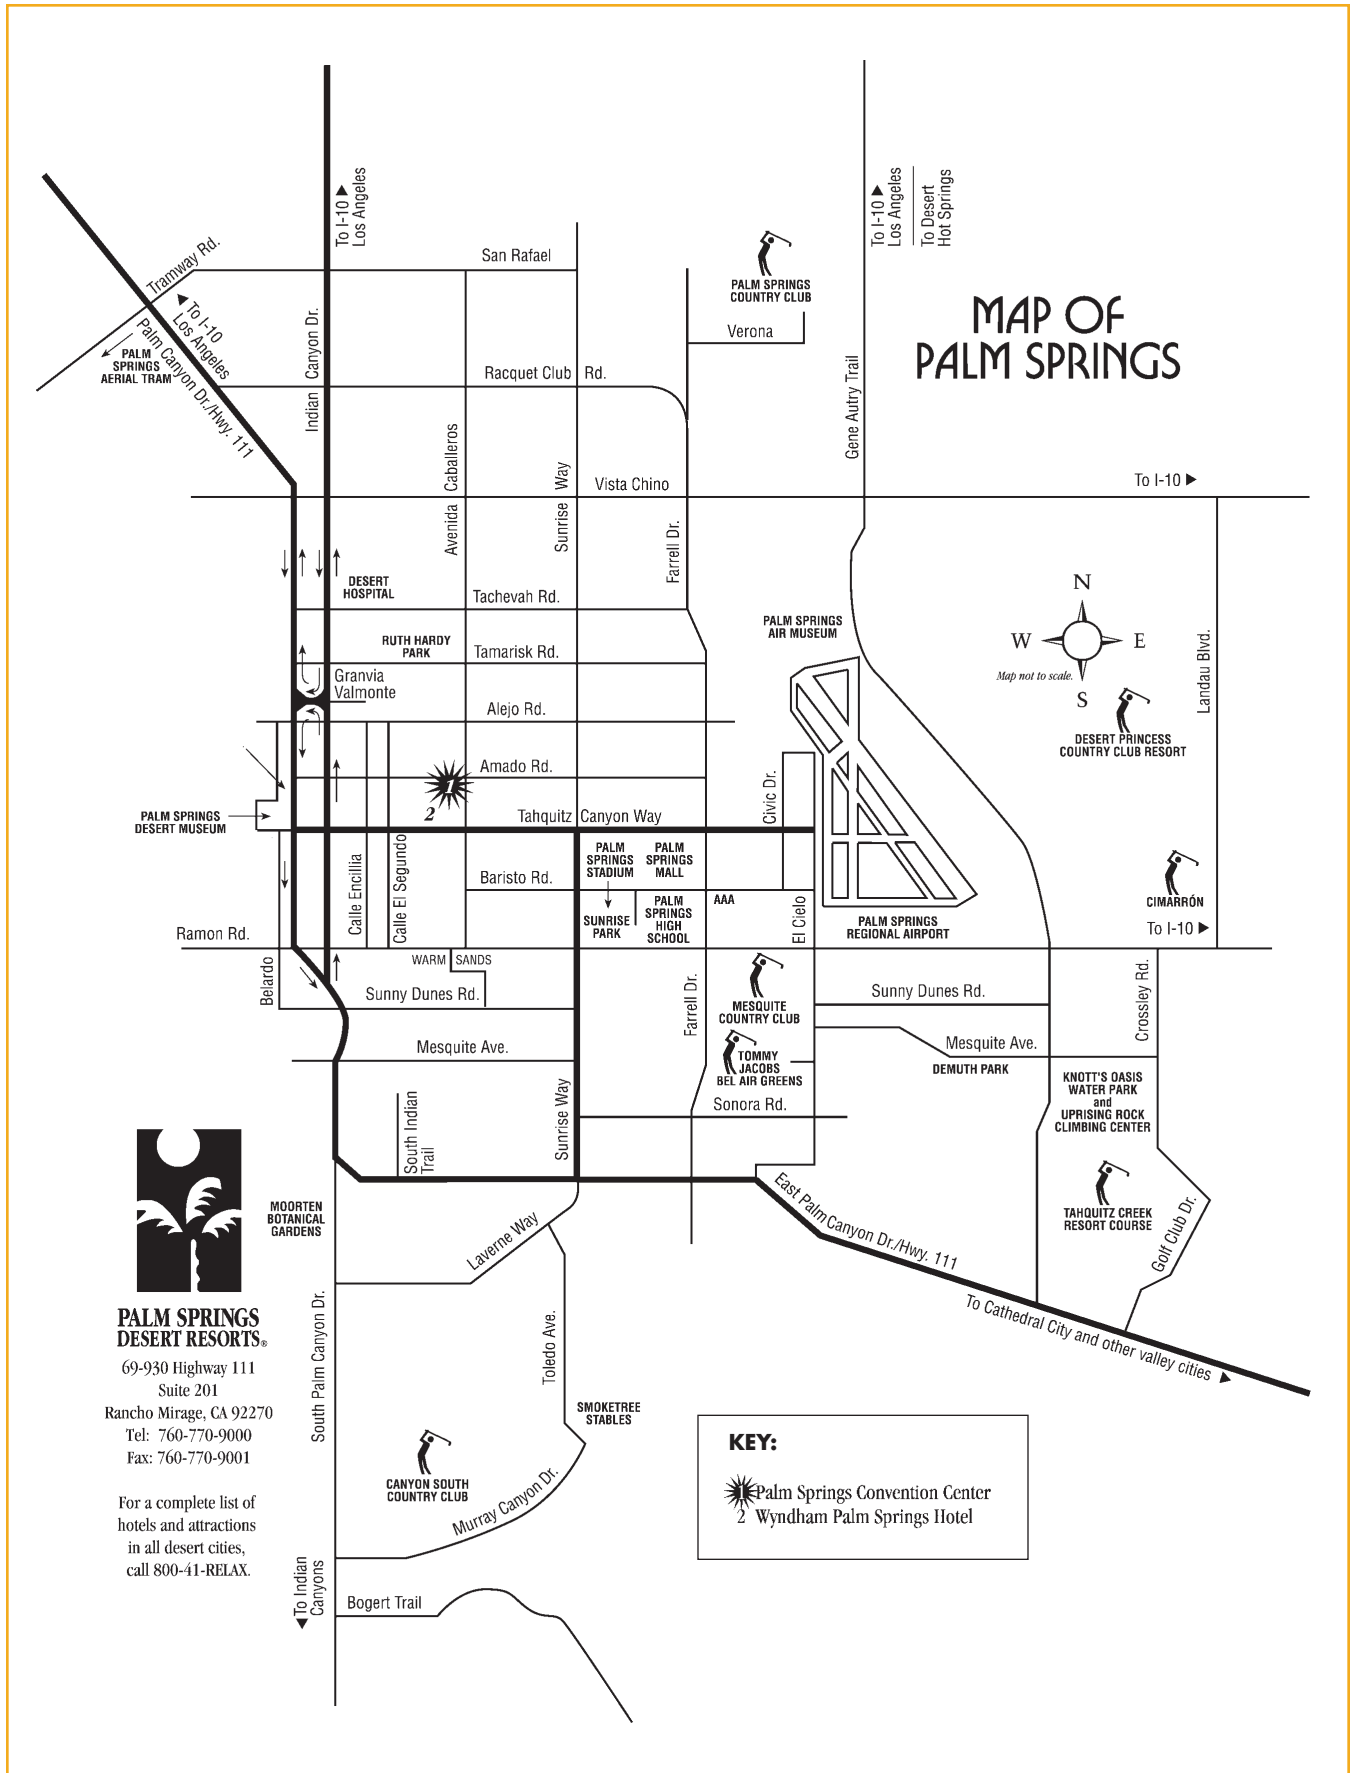 MAP OF
PALM SPRINGS
To I-10 ▶
Los Angeles
To I-10 ▶
Los Angeles
To Desert
Hot Springs
Tramway Rd.
San Rafael
PALM SPRINGS
COUNTRY CLUB
Verona
◀ To I-10
Los Angeles
PALM
SPRINGS
AERIAL TRAM
Palm Canyon Dr./Hwy. 111
Indian Canyon Dr.
Racquet Club Rd.
Gene Autry Trail
Avenida Caballeros
Sunrise Way
Vista Chino
To I-10 ▶
Farrell Dr.
DESERT
HOSPITAL
Tachevah Rd.
N
W
E
S
Map not to scale.
PALM SPRINGS
AIR MUSEUM
RUTH HARDY
PARK
Tamarisk Rd.
Landau Blvd.
Granvia
Valmonte
Alejo Rd.
DESERT PRINCESS
COUNTRY CLUB RESORT
Amado Rd.
1
2
Civic Dr.
PALM SPRINGS
DESERT MUSEUM
Tahquitz Canyon Way
Calle Encillia
Calle El Segundo
PALM
SPRINGS
STADIUM
PALM
SPRINGS
MALL
Baristo Rd.
SUNRISE
PARK
PALM
SPRINGS
HIGH
SCHOOL
AAA
El Cielo
PALM SPRINGS
REGIONAL AIRPORT
CIMARRÓN
To I-10 ▶
Ramon Rd.
WARM SANDS
Belardo
Sunny Dunes Rd.
Farrell Dr.
MESQUITE
COUNTRY CLUB
Sunny Dunes Rd.
Crossley Rd.
Mesquite Ave.
TOMMY
JACOBS
BEL AIR GREENS
Mesquite Ave.
DEMUTH PARK
KNOTT'S OASIS
WATER PARK
and
UPRISING ROCK
CLIMBING CENTER
South Indian
Trail
Sunrise Way
Sonora Rd.
MOORTEN
BOTANICAL
GARDENS
East Palm Canyon Dr./Hwy. 111
TAHQUITZ CREEK
RESORT COURSE
Golf Club Dr.
Laverne Way
To Cathedral City and other valley cities ▶
South Palm Canyon Dr.
Toledo Ave.
SMOKETREE
STABLES
CANYON SOUTH
COUNTRY CLUB
Murray Canyon Dr.
◀ To Indian
Canyons
Bogert Trail
PALM SPRINGS
DESERT RESORTS®
69-930 Highway 111
Suite 201
Rancho Mirage, CA 92270
Tel: 760-770-9000
Fax: 760-770-9001
For a complete list of
hotels and attractions
in all desert cities,
call 800-41-RELAX.
KEY:
1 Palm Springs Convention Center
2 Wyndham Palm Springs Hotel